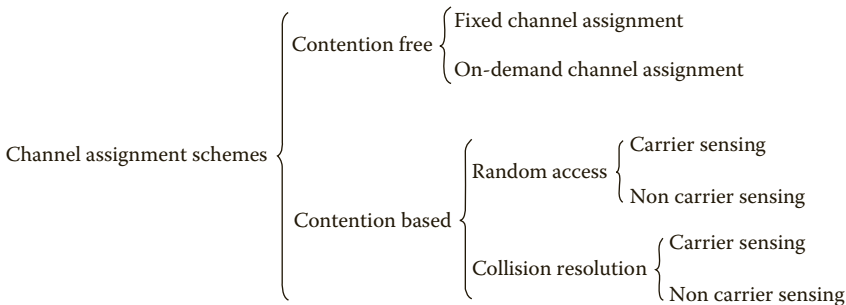 Channel assignment schemes
Contention free
Fixed channel assignment
On-demand channel assignment
Contention based
Random access
Carrier sensing
Non carrier sensing
Collision resolution
Carrier sensing
Non carrier sensing